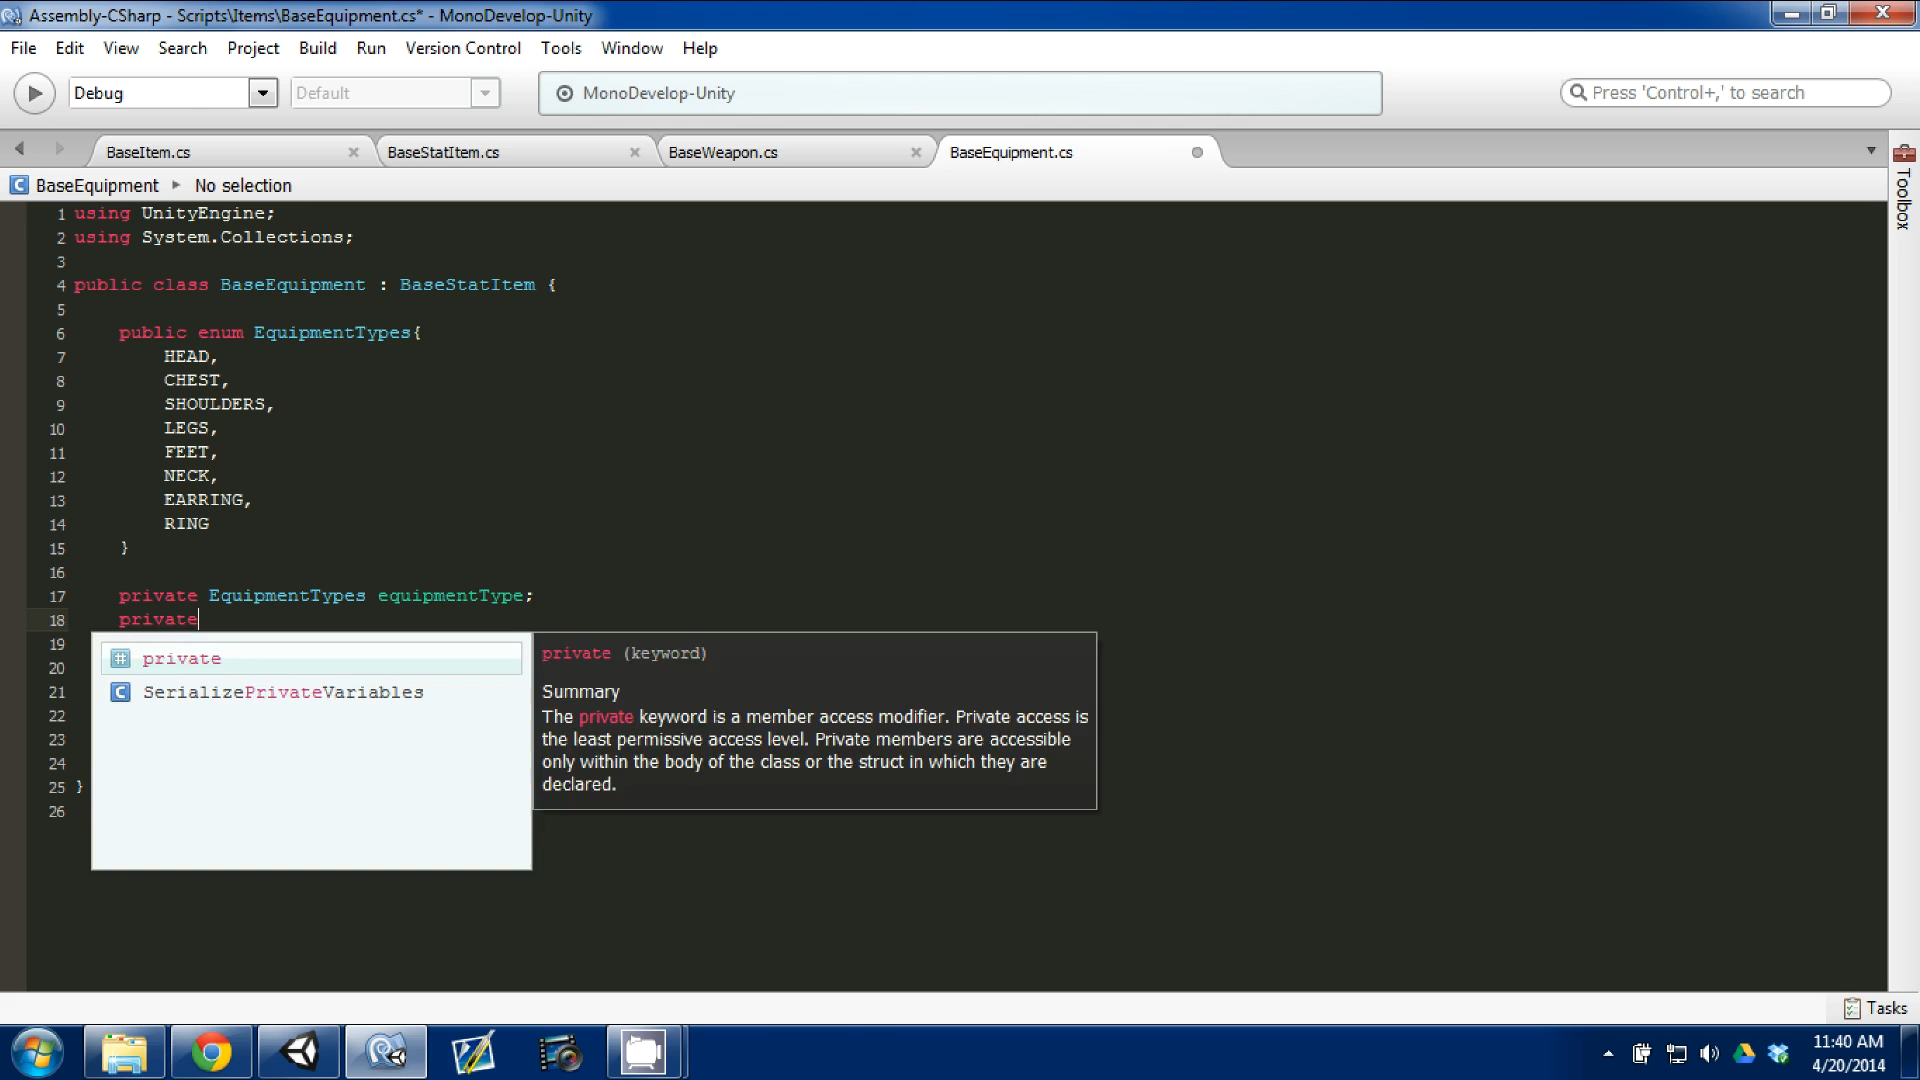 Assembly-CSharp - Scripts\Items\BaseEquipment.cs* - MonoDevelop-Unity
File Edit View Search Project Build Run Version Control Tools Window Help
Debug Default MonoDevelop-Unity Press 'Control+,' to search
BaseItem.cs BaseStatItem.cs BaseWeapon.cs BaseEquipment.cs
Toolbox
BaseEquipment No selection
1 using UnityEngine;
2 using System.Collections;
3
4 public class BaseEquipment : BaseStatItem {
5
6 public enum EquipmentTypes{
7 HEAD,
8 CHEST,
9 SHOULDERS,
10 LEGS,
11 FEET,
12 NECK,
13 EARRING,
14 RING
15 }
16
17 private EquipmentTypes equipmentType;
18 private
19
20
21
22
23
24
25 }
26
# private
C SerializePrivateVariables
private (keyword)
Summary
The private keyword is a member access modifier. Private access is
the least permissive access level. Private members are accessible
only within the body of the class or the struct in which they are
declared.
Tasks
11:40 AM
4/20/2014